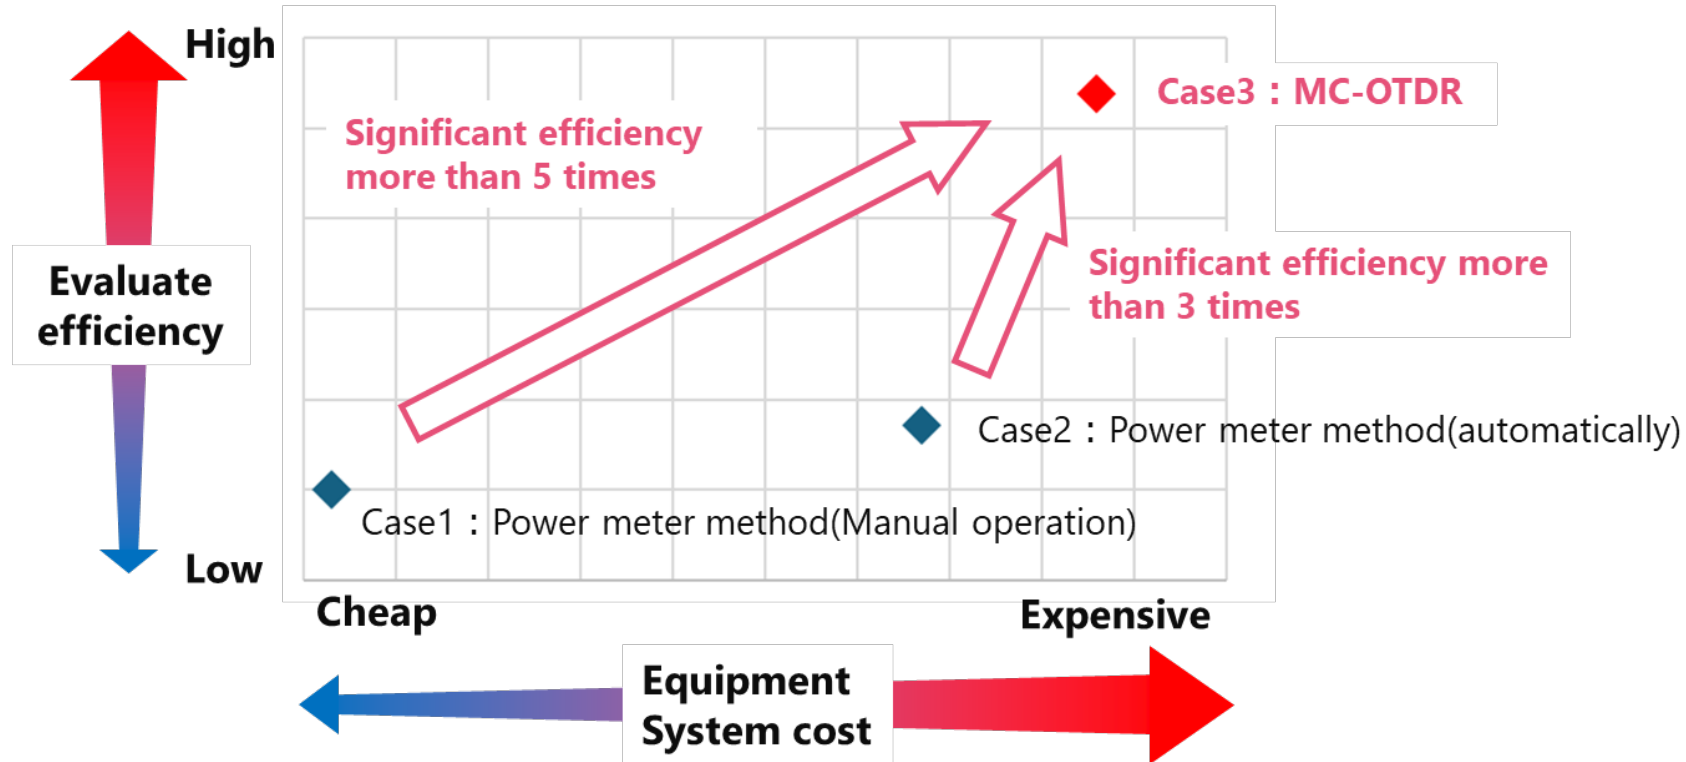 High
Case3：MC-OTDR
Significant efficiency
more than 5 times
Significant efficiency more
than 3 times
Evaluate
efficiency
Case2：Power meter method(automatically)
Case1：Power meter method(Manual operation)
Low
Cheap
Expensive
Equipment
System cost